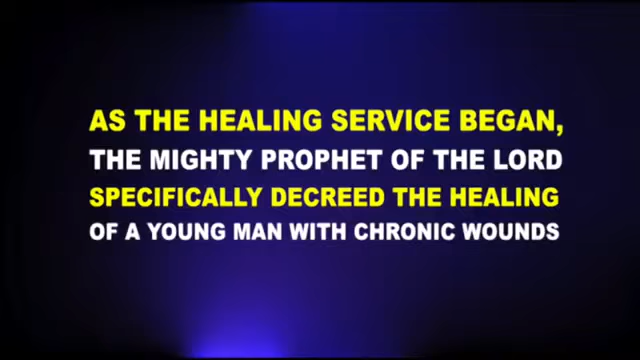 AS THE HEALING SERVICE BEGAN,
THE MIGHTY PROPHET OF THE LORD
SPECIFICALLY DECREED THE HEALING
OF A YOUNG MAN WITH CHRONIC WOUNDS